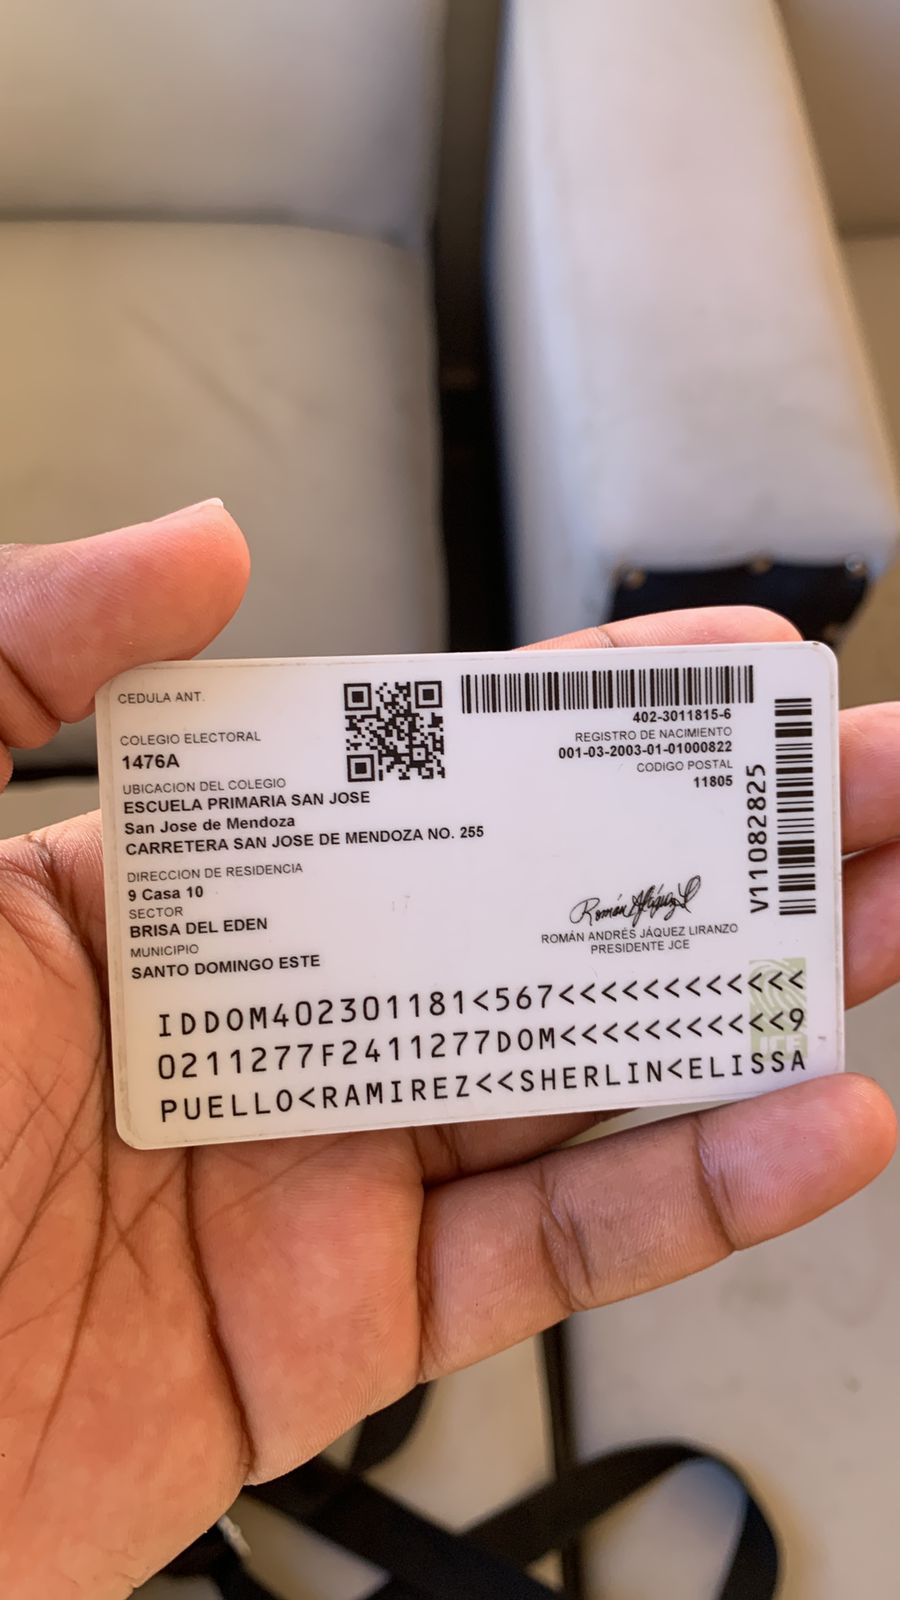 CEDULA ANT.
COLEGIO ELECTORAL
1476A
UBICACION DEL COLEGIO
ESCUELA PRIMARIA SAN JOSE
San Jose de Mendoza
CARRETERA SAN JOSE DE MENDOZA NO. 255
DIRECCION DE RESIDENCIA
9 Casa 10
SECTOR
BRISA DEL EDEN
MUNICIPIO
SANTO DOMINGO ESTE
402-3011815-6
REGISTRO DE NACIMIENTO
001-03-2003-01-01000822
CODIGO POSTAL
11805
V11082825
Román Jáquez L
ROMÁN ANDRÉS JÁQUEZ LIRANZO
PRESIDENTE JCE
JCE
IDDOM402301181<567<<<<<<<<<<<<
0211277F2411277DOM<<<<<<<<<<<9
PUELLO<RAMIREZ<<SHERLIN<ELISSA